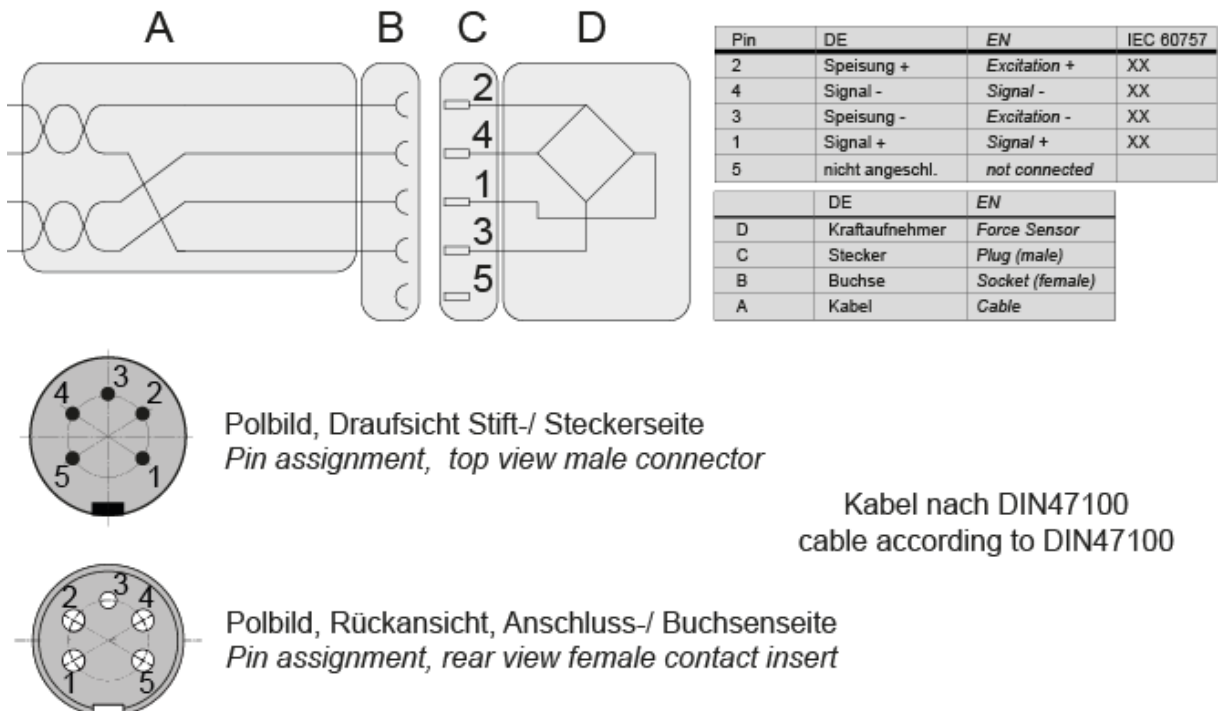 A B C D
2
4
1
3
5
Pin DE EN IEC 60757
2 Speisung + Excitation + XX
4 Signal - Signal - XX
3 Speisung - Excitation - XX
1 Signal + Signal + XX
5 nicht angeschl. not connected
DE EN
D Kraftaufnehmer Force Sensor
C Stecker Plug (male)
B Buchse Socket (female)
A Kabel Cable
4 3 2
5 1
Polbild, Draufsicht Stift-/ Steckerseite
Pin assignment, top view male connector
Kabel nach DIN47100
cable according to DIN47100
2 3 4
1 5
Polbild, Rückansicht, Anschluss-/ Buchsenseite
Pin assignment, rear view female contact insert